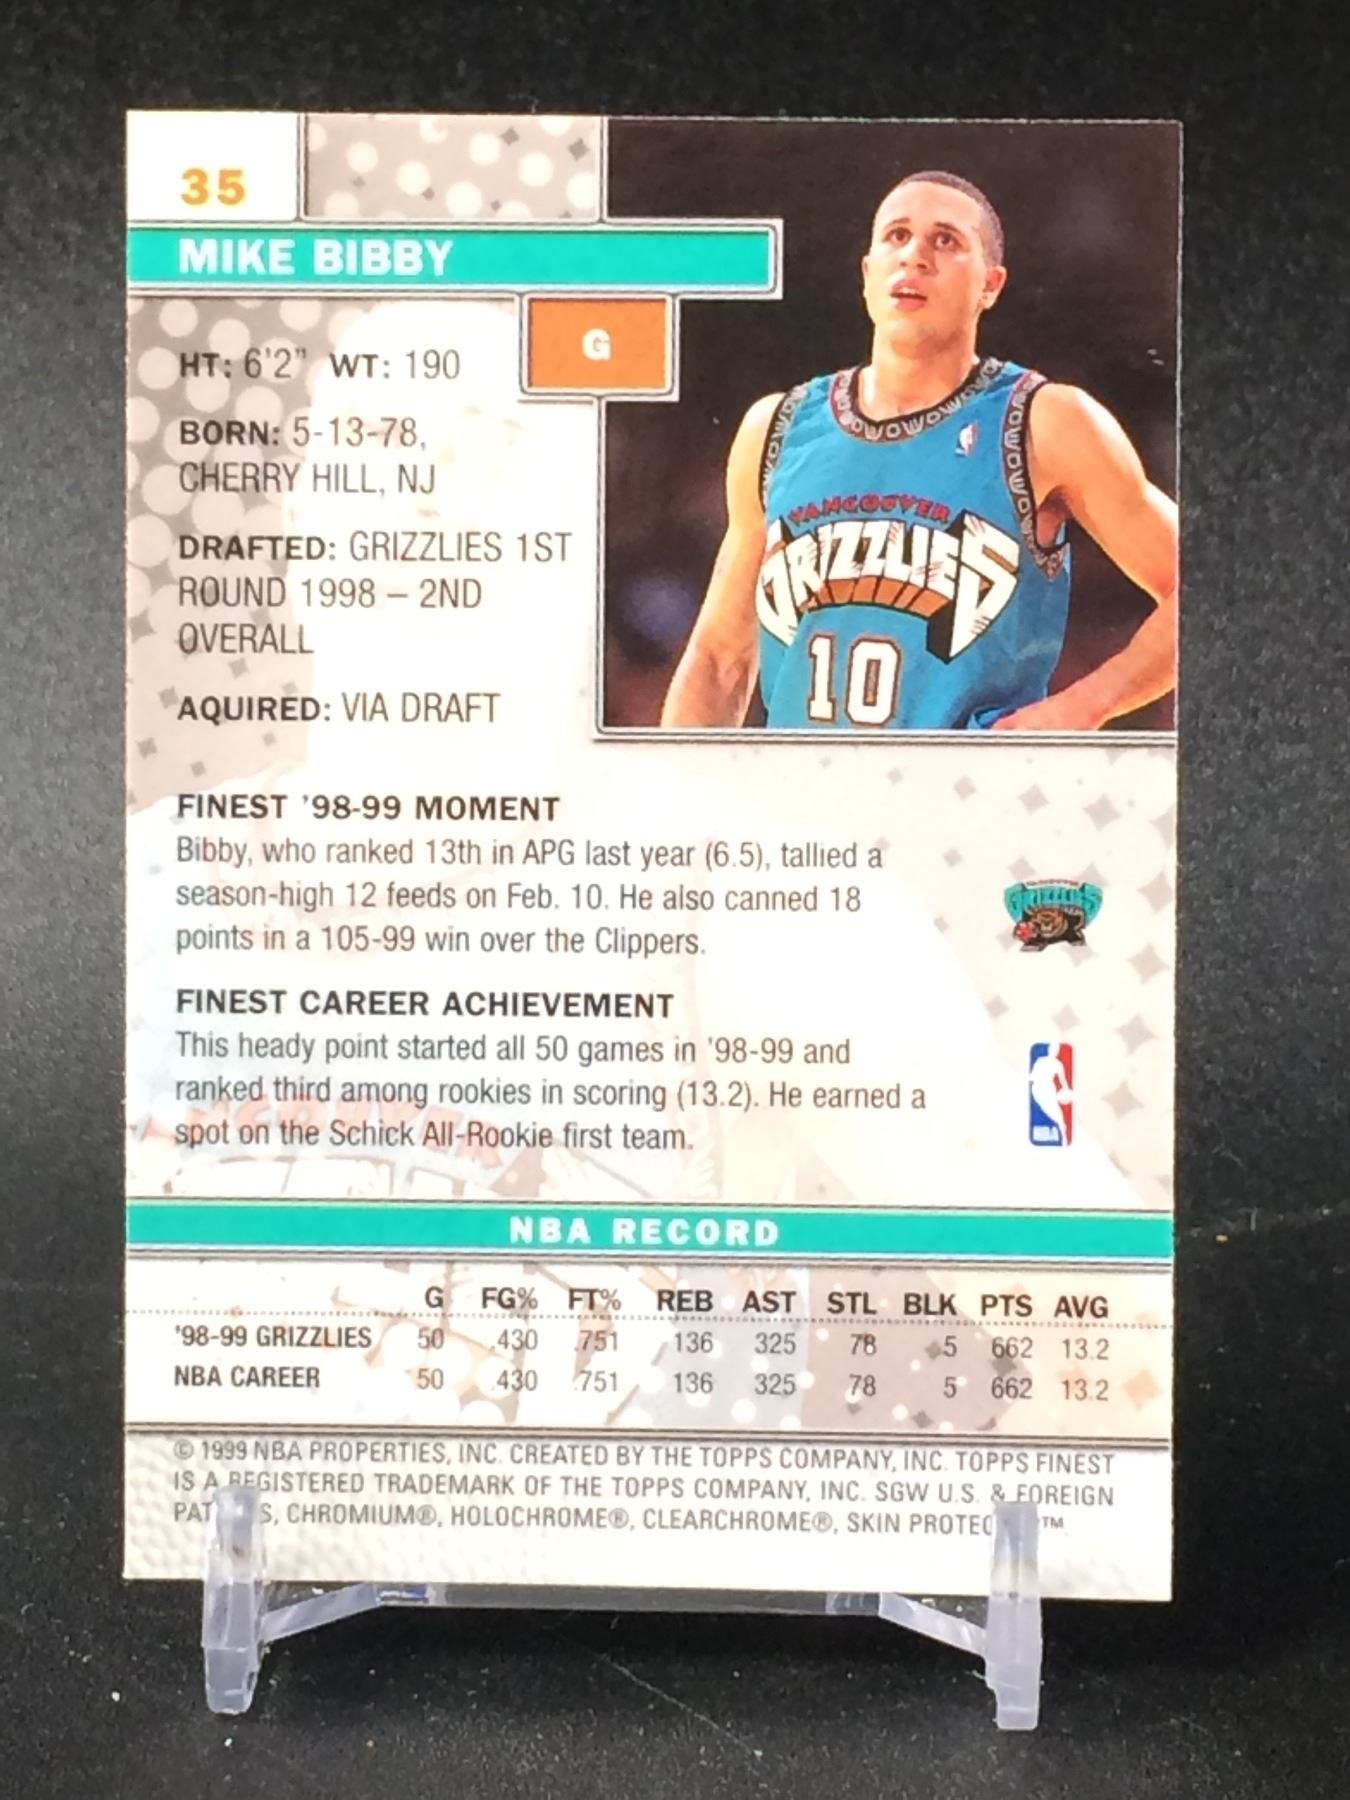 35
MIKE BIBBY
G
HT: 6'2" WT: 190
BORN: 5-13-78,
CHERRY HILL, NJ
DRAFTED: GRIZZLIES 1ST
ROUND 1998 – 2ND
OVERALL
AQUIRED: VIA DRAFT
VANCOUVER
GRIZZLIES
10
FINEST '98-99 MOMENT
Bibby, who ranked 13th in APG last year (6.5), tallied a
season-high 12 feeds on Feb. 10. He also canned 18
points in a 105-99 win over the Clippers.
GRIZZLIES
FINEST CAREER ACHIEVEMENT
This heady point started all 50 games in '98-99 and
ranked third among rookies in scoring (13.2). He earned a
spot on the Schick All-Rookie first team.
NBA
NBA RECORD
G FG% FT% REB AST STL BLK PTS AVG
'98-99 GRIZZLIES 50 .430 .751 136 325 78 5 662 13.2
NBA CAREER 50 .430 .751 136 325 78 5 662 13.2
© 1999 NBA PROPERTIES, INC. CREATED BY THE TOPPS COMPANY, INC. TOPPS FINEST
IS A REGISTERED TRADEMARK OF THE TOPPS COMPANY, INC. SGW U.S. & FOREIGN
CHROMIUM®, HOLOCHROME®, CLEARCHROME®, SKIN